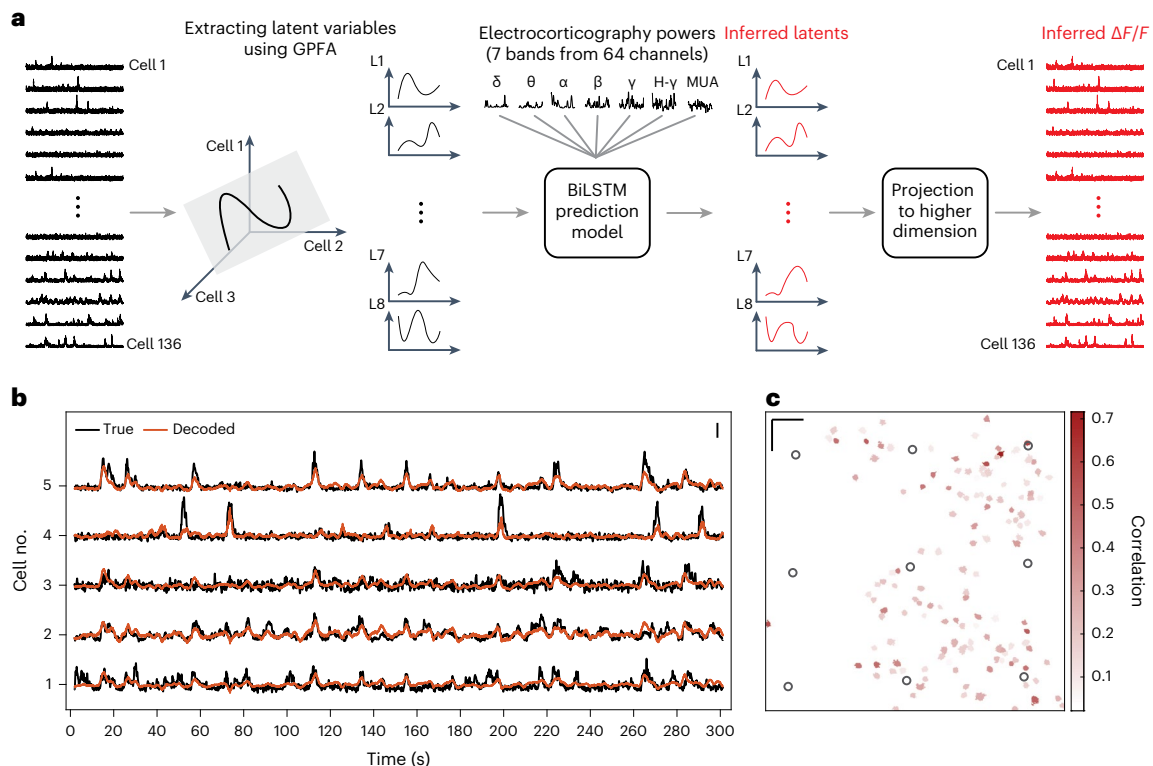 a
Extracting latent variables
using GPFA
Electrocorticography powers
(7 bands from 64 channels)
Inferred latents
Inferred ΔF/F
Cell 1
Cell 136
Cell 1
Cell 2
Cell 3
L1
L2
L7
L8
δ θ α β γ H-γ MUA
BiLSTM
prediction
model
L1
L2
L7
L8
Projection
to higher
dimension
Cell 1
Cell 136
b
True Decoded
Cell no.
5
4
3
2
1
0 20 40 60 80 100 120 140 160 180 200 220 240 260 280 300
Time (s)
c
0.7
0.6
0.5
0.4
0.3
0.2
0.1
Correlation